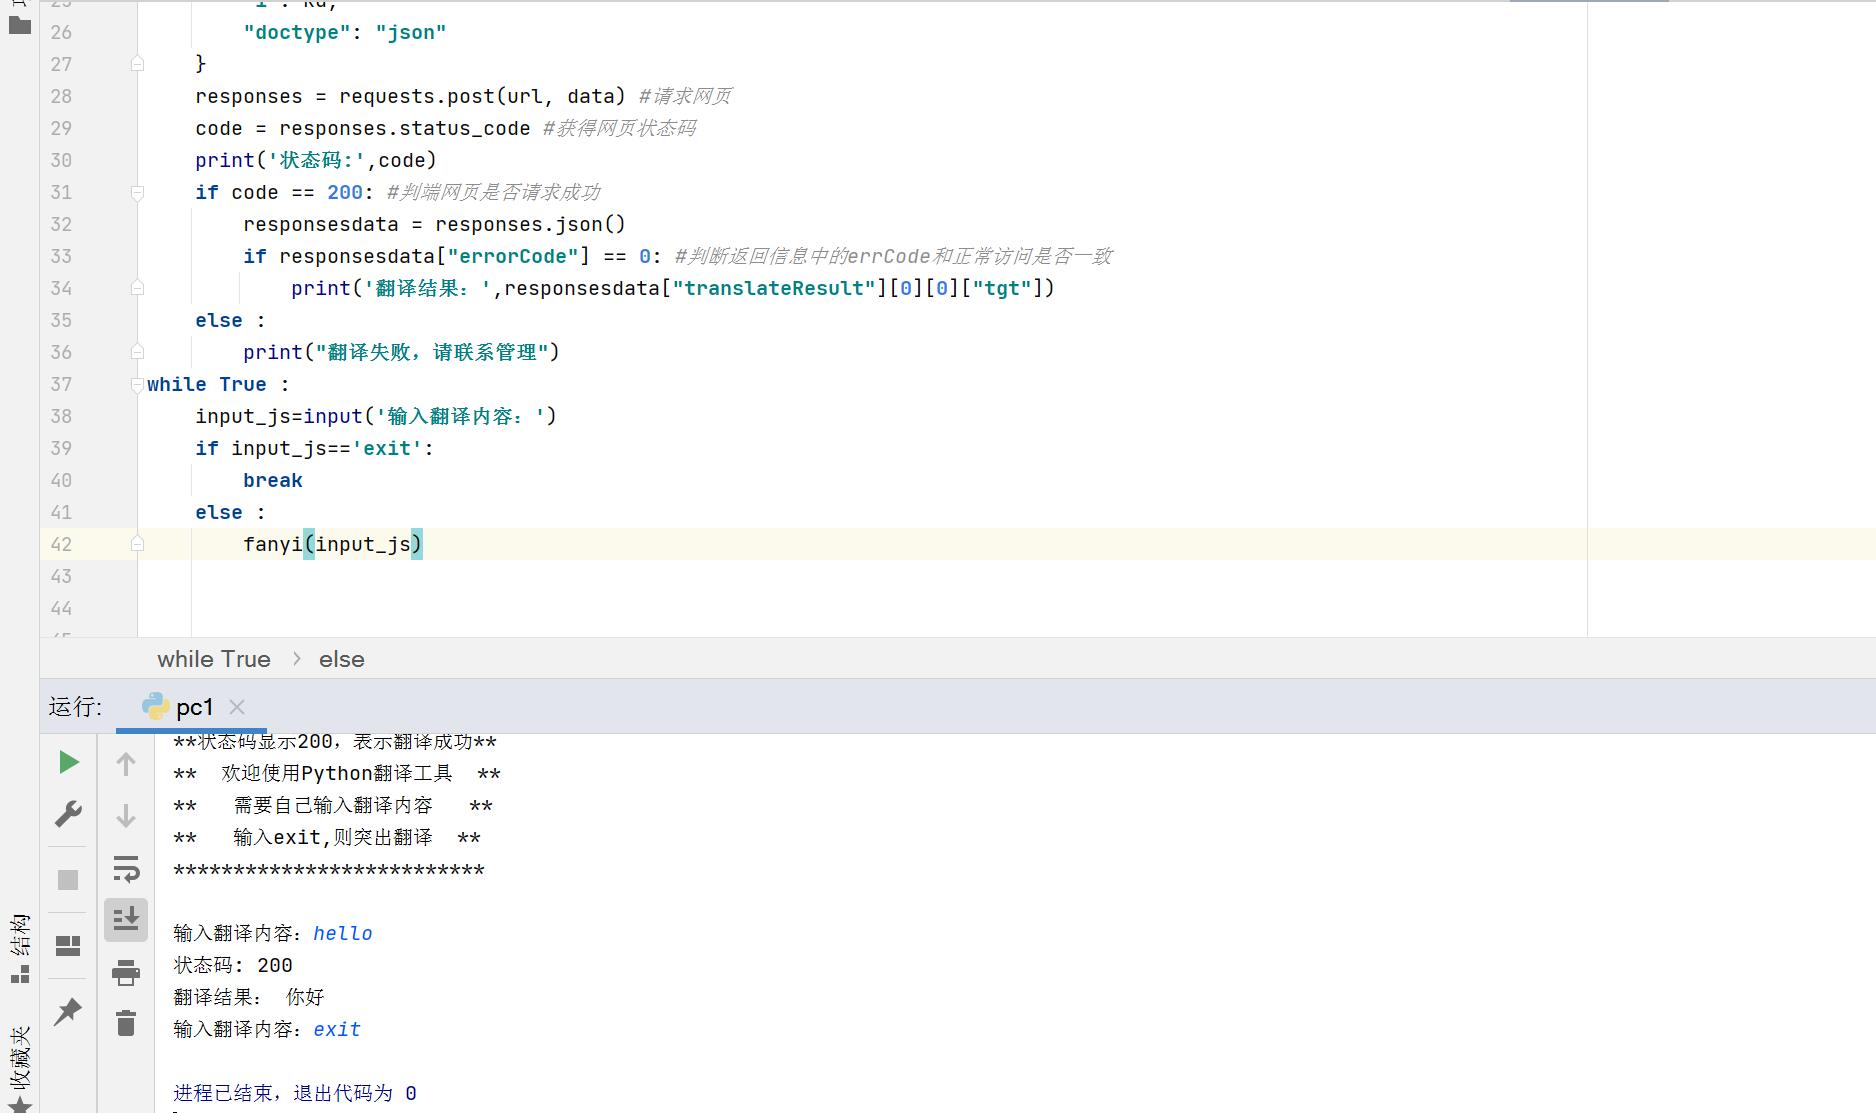 26 "doctype": "json"
27 }
28 responses = requests.post(url, data) #请求网页
29 code = responses.status_code #获得网页状态码
30 print('状态码:',code)
31 if code == 200: #判端网页是否请求成功
32 responsesdata = responses.json()
33 if responsesdata["errorCode"] == 0: #判断返回信息中的errCode和正常访问是否一致
34 print('翻译结果：',responsesdata["translateResult"][0][0]["tgt"])
35 else :
36 print("翻译失败，请联系管理")
37 while True :
38 input_js=input('输入翻译内容：')
39 if input_js=='exit':
40 break
41 else :
42 fanyi(input_js)
43
44
while True › else
运行: pc1
**状态码显示200，表示翻译成功**
** 欢迎使用Python翻译工具 **
** 需要自己输入翻译内容 **
** 输入exit,则突出翻译 **
**************************
输入翻译内容：hello
状态码: 200
翻译结果： 你好
输入翻译内容：exit
进程已结束，退出代码为 0
结构
收藏夹